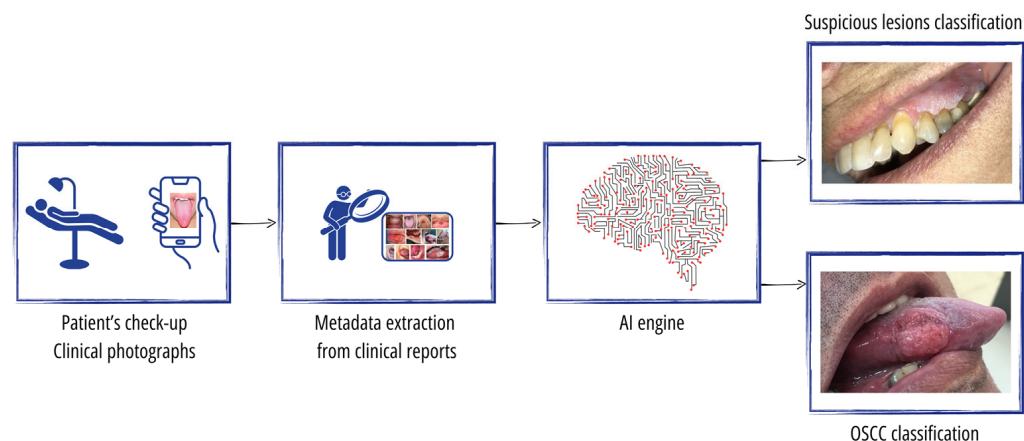 Suspicious lesions classification
Patient's check-up
Clinical photographs
Metadata extraction
from clinical reports
AI engine
OSCC classification